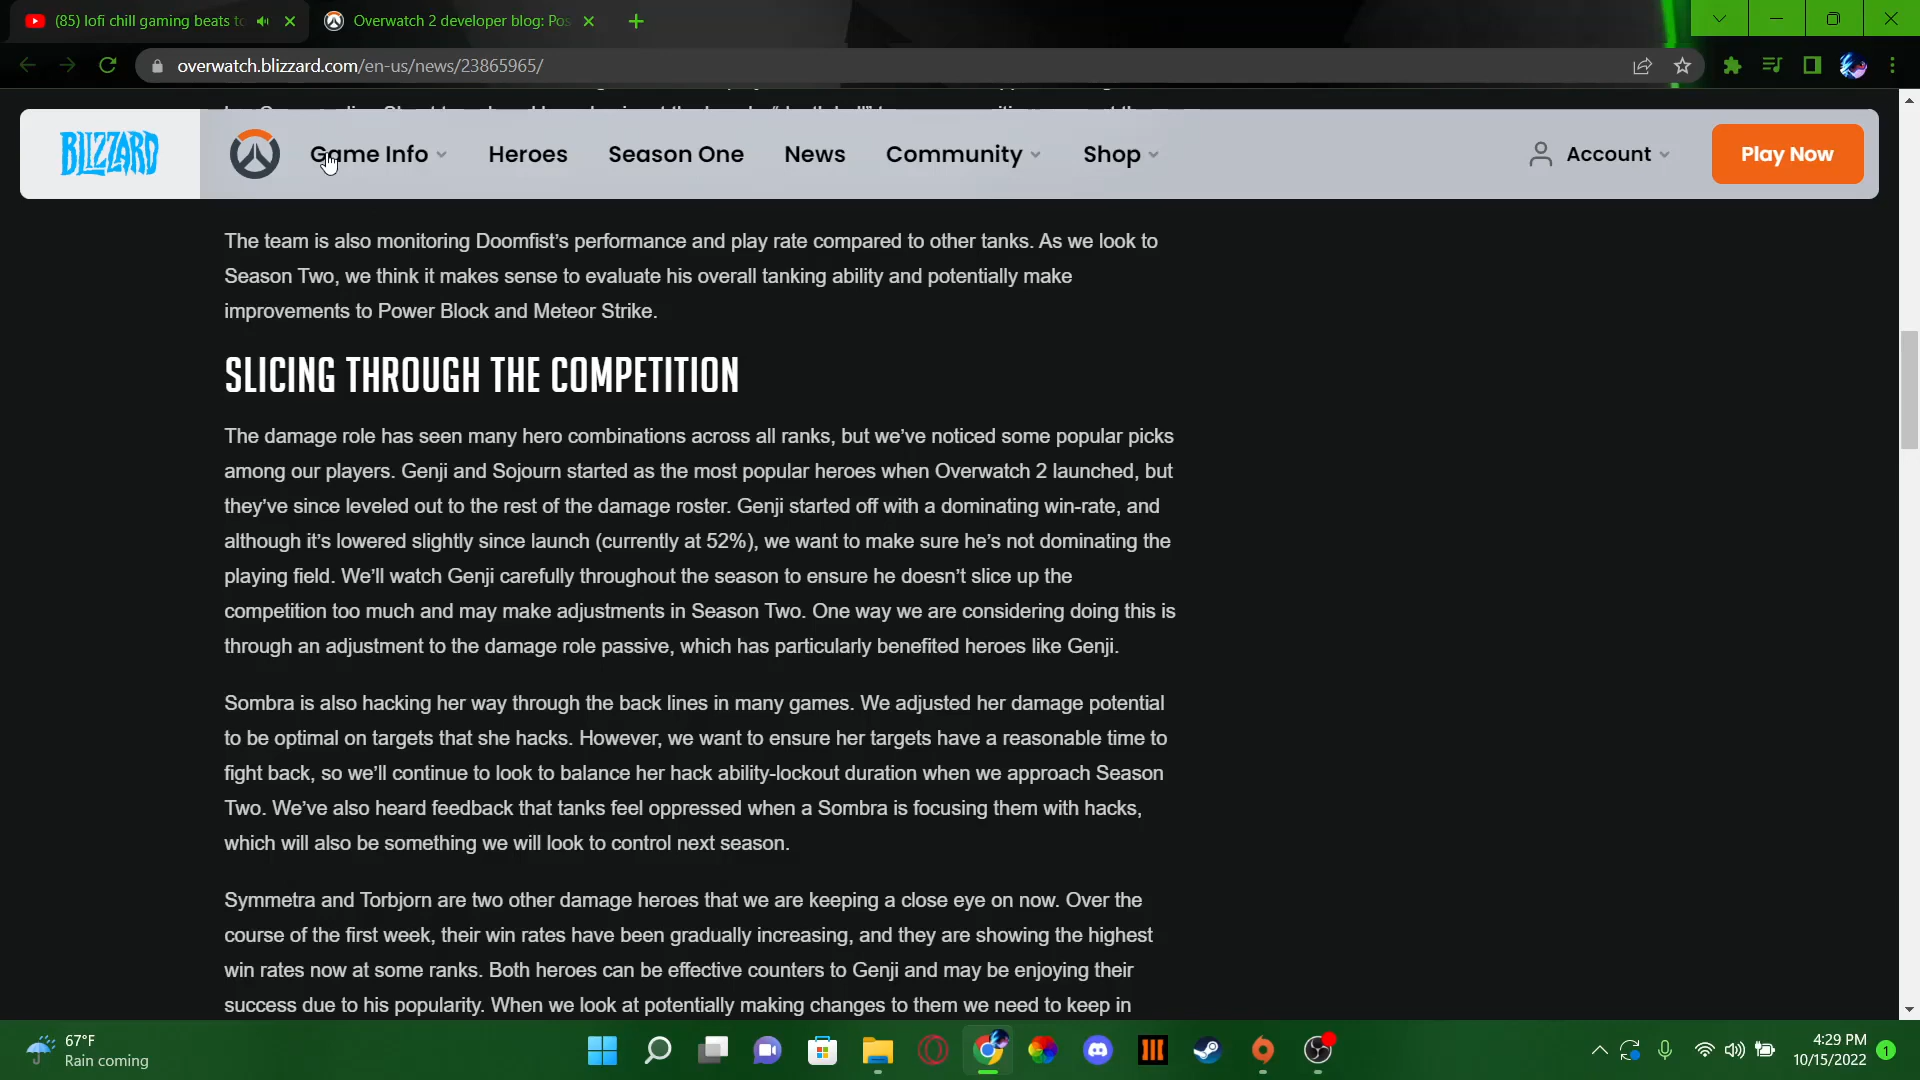 (85) lofi chill gaming beats to
Overwatch 2 developer blog: Pos
overwatch.blizzard.com/en-us/news/23865965/
BLIZZARD
Game Info
Heroes
Season One
News
Community
Shop
Account
Play Now
The team is also monitoring Doomfist’s performance and play rate compared to other tanks. As we look to
Season Two, we think it makes sense to evaluate his overall tanking ability and potentially make
improvements to Power Block and Meteor Strike.
SLICING THROUGH THE COMPETITION
The damage role has seen many hero combinations across all ranks, but we’ve noticed some popular picks
among our players. Genji and Sojourn started as the most popular heroes when Overwatch 2 launched, but
they’ve since leveled out to the rest of the damage roster. Genji started off with a dominating win-rate, and
although it’s lowered slightly since launch (currently at 52%), we want to make sure he’s not dominating the
playing field. We’ll watch Genji carefully throughout the season to ensure he doesn’t slice up the
competition too much and may make adjustments in Season Two. One way we are considering doing this is
through an adjustment to the damage role passive, which has particularly benefited heroes like Genji.
Sombra is also hacking her way through the back lines in many games. We adjusted her damage potential
to be optimal on targets that she hacks. However, we want to ensure her targets have a reasonable time to
fight back, so we’ll continue to look to balance her hack ability-lockout duration when we approach Season
Two. We’ve also heard feedback that tanks feel oppressed when a Sombra is focusing them with hacks,
which will also be something we will look to control next season.
Symmetra and Torbjorn are two other damage heroes that we are keeping a close eye on now. Over the
course of the first week, their win rates have been gradually increasing, and they are showing the highest
win rates now at some ranks. Both heroes can be effective counters to Genji and may be enjoying their
success due to his popularity. When we look at potentially making changes to them we need to keep in
67°F
Rain coming
4:29 PM
10/15/2022
1